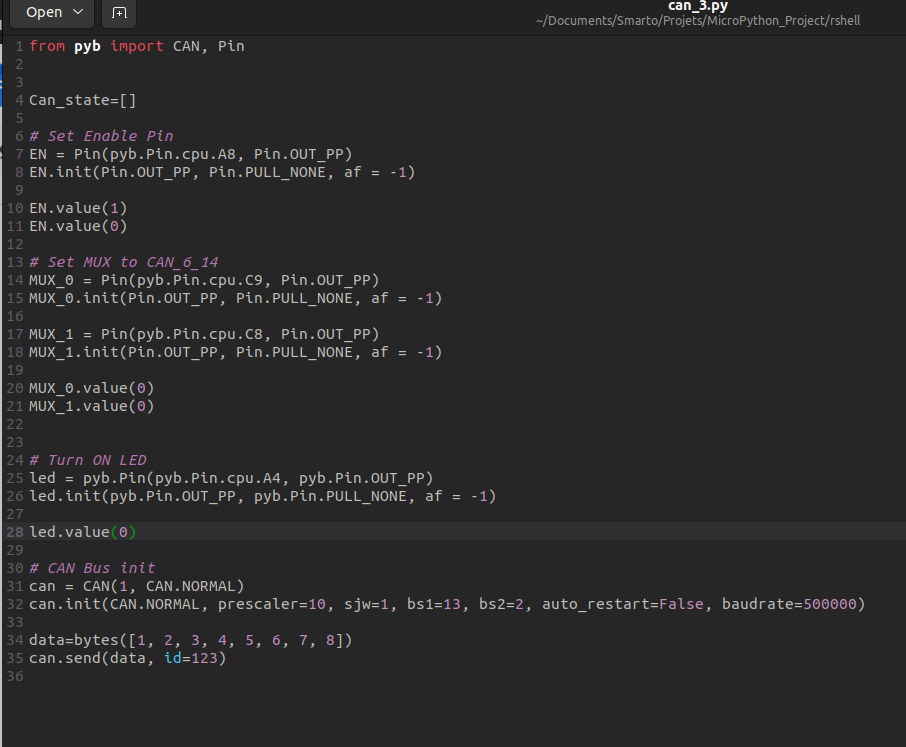 Open
can_3.py
~/Documents/Smarto/Projets/MicroPython_Project/rshell
1 from pyb import CAN, Pin
2
3
4 Can_state=[]
5
6 # Set Enable Pin
7 EN = Pin(pyb.Pin.cpu.A8, Pin.OUT_PP)
8 EN.init(Pin.OUT_PP, Pin.PULL_NONE, af = -1)
9
10 EN.value(1)
11 EN.value(0)
12
13 # Set MUX to CAN_6_14
14 MUX_0 = Pin(pyb.Pin.cpu.C9, Pin.OUT_PP)
15 MUX_0.init(Pin.OUT_PP, Pin.PULL_NONE, af = -1)
16
17 MUX_1 = Pin(pyb.Pin.cpu.C8, Pin.OUT_PP)
18 MUX_1.init(Pin.OUT_PP, Pin.PULL_NONE, af = -1)
19
20 MUX_0.value(0)
21 MUX_1.value(0)
22
23
24 # Turn ON LED
25 led = pyb.Pin(pyb.Pin.cpu.A4, pyb.Pin.OUT_PP)
26 led.init(pyb.Pin.OUT_PP, pyb.Pin.PULL_NONE, af = -1)
27
28 led.value(0)
29
30 # CAN Bus init
31 can = CAN(1, CAN.NORMAL)
32 can.init(CAN.NORMAL, prescaler=10, sjw=1, bs1=13, bs2=2, auto_restart=False, baudrate=500000)
33
34 data=bytes([1, 2, 3, 4, 5, 6, 7, 8])
35 can.send(data, id=123)
36